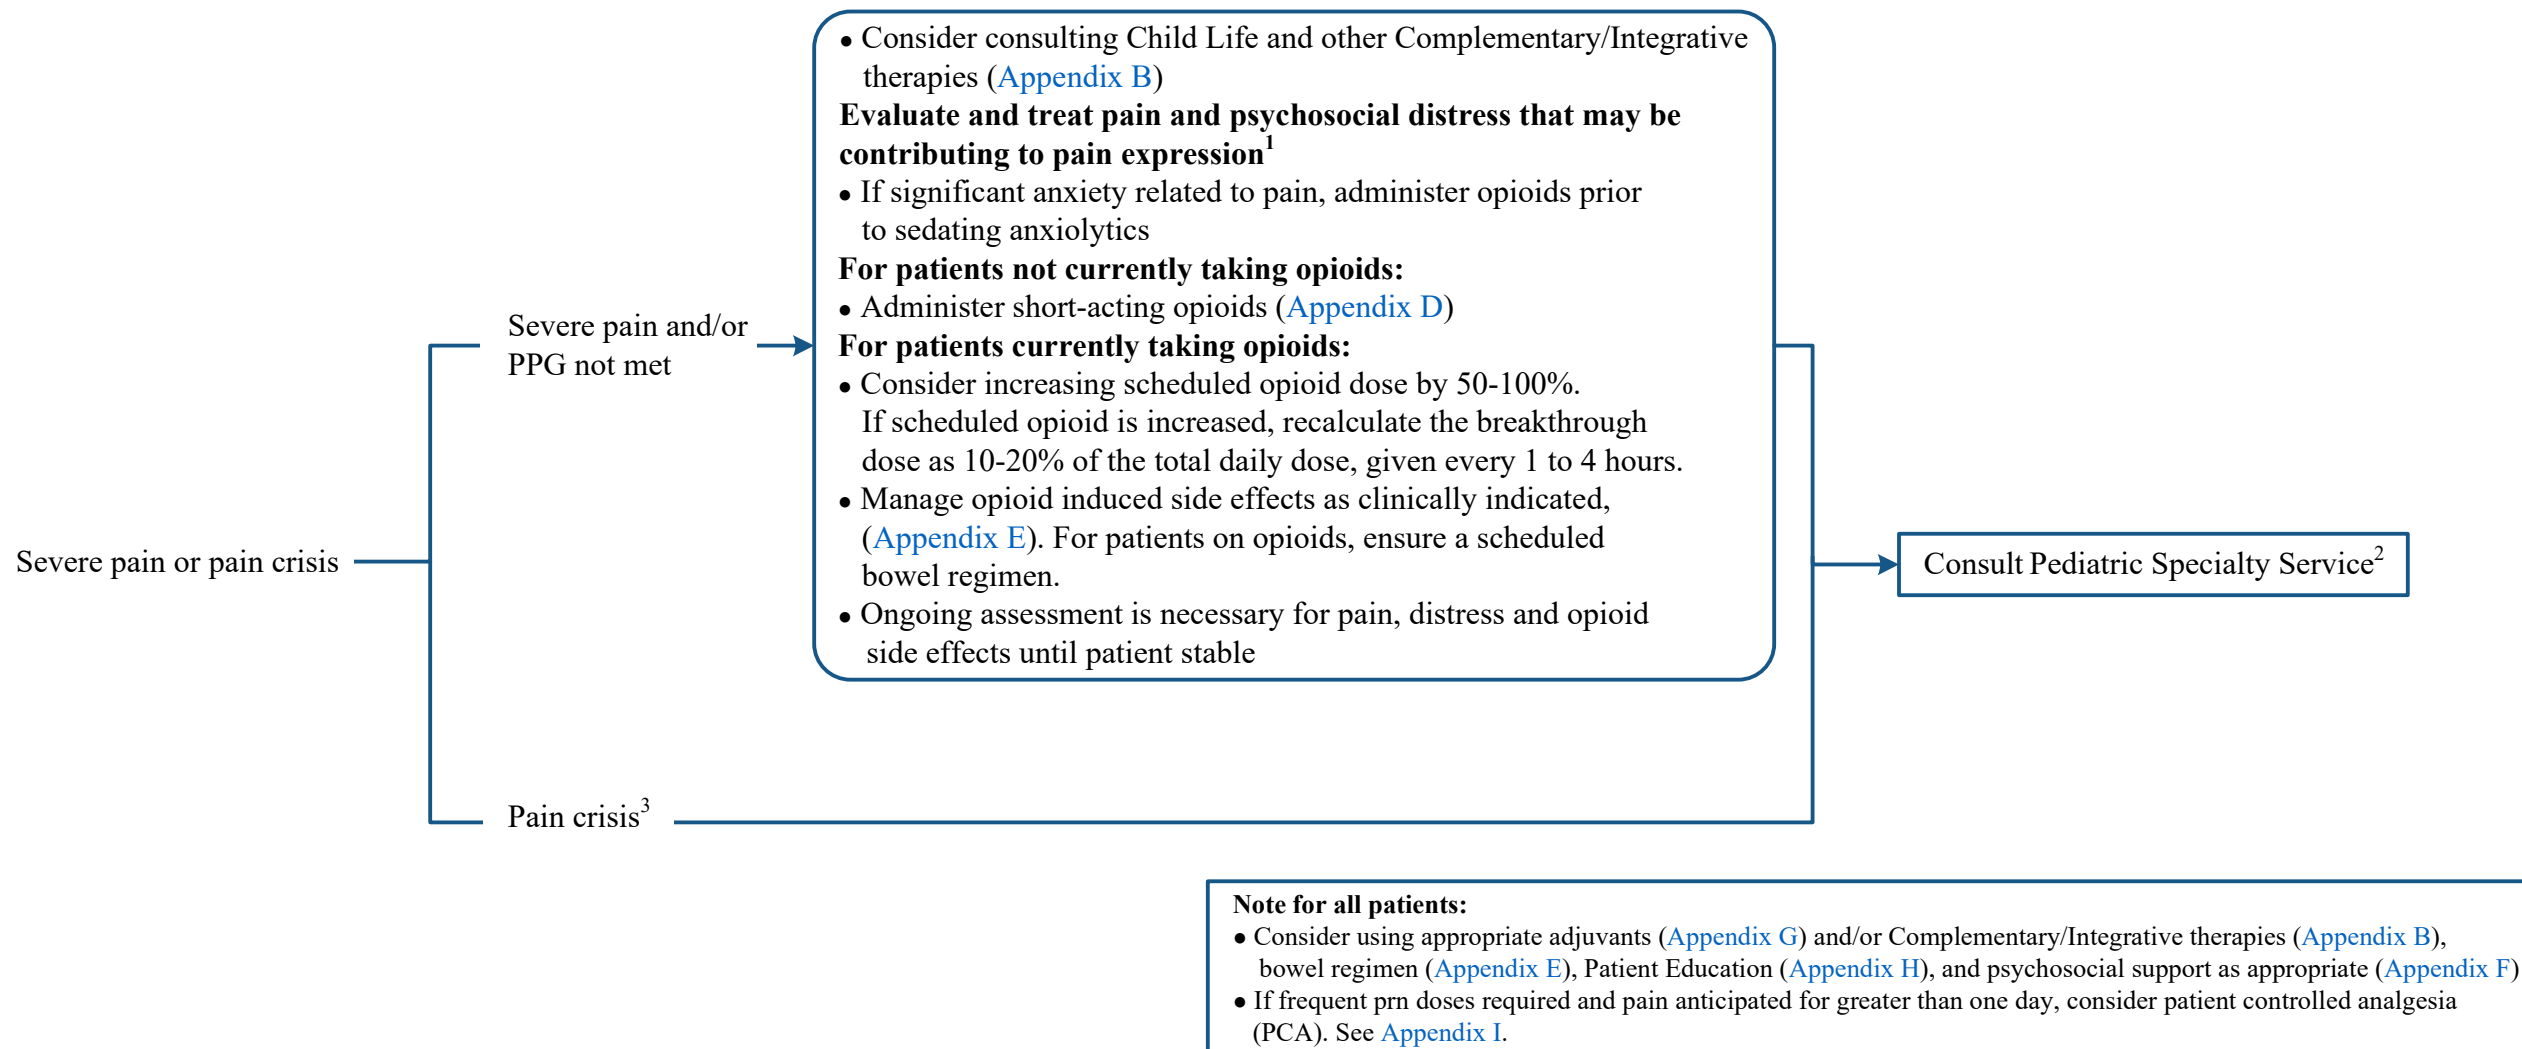 ● Consider consulting Child Life and other Complementary/Integrative
therapies (Appendix B)
Evaluate and treat pain and psychosocial distress that may be
contributing to pain expression1
● If significant anxiety related to pain, administer opioids prior
to sedating anxiolytics
For patients not currently taking opioids:
● Administer short-acting opioids (Appendix D)
For patients currently taking opioids:
● Consider increasing scheduled opioid dose by 50-100%.
If scheduled opioid is increased, recalculate the breakthrough
dose as 10-20% of the total daily dose, given every 1 to 4 hours.
● Manage opioid induced side effects as clinically indicated,
(Appendix E). For patients on opioids, ensure a scheduled
bowel regimen.
● Ongoing assessment is necessary for pain, distress and opioid
side effects until patient stable
Severe pain and/or
PPG not met
Severe pain or pain crisis
Consult Pediatric Specialty Service2
Pain crisis3
Note for all patients:
● Consider using appropriate adjuvants (Appendix G) and/or Complementary/Integrative therapies (Appendix B),
bowel regimen (Appendix E), Patient Education (Appendix H), and psychosocial support as appropriate (Appendix F)
● If frequent prn doses required and pain anticipated for greater than one day, consider patient controlled analgesia
(PCA). See Appendix I.